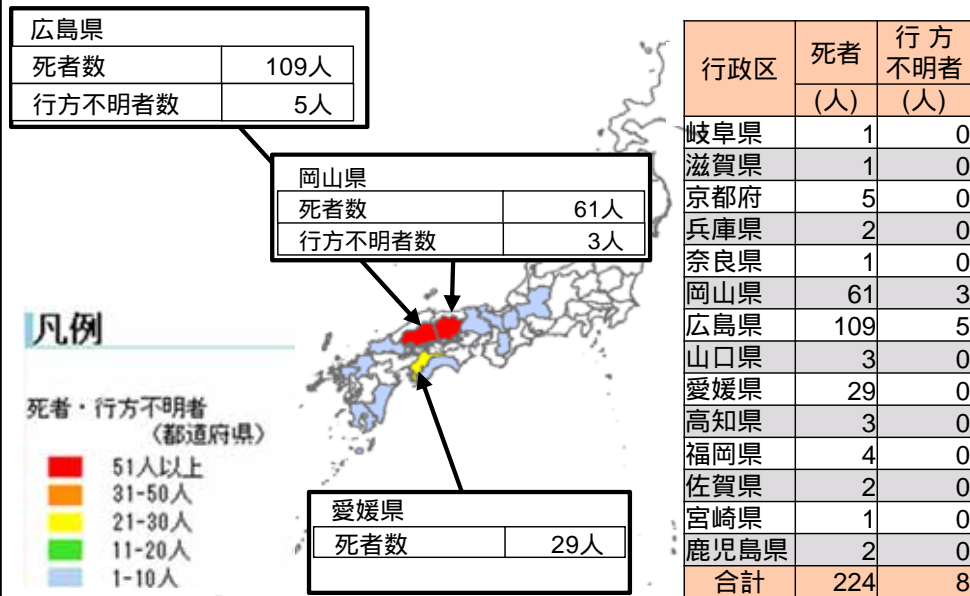 広島県
死者数 109人
行方不明者数 5人
岡山県
死者数 61人
行方不明者数 3人
愛媛県
死者数 29人
凡例
死者・行方不明者
〈都道府県〉
51人以上
31-50人
21-30人
11-20人
1-10人
行政区 死者 行方不明者
(人) (人)
岐阜県 1 0
滋賀県 1 0
京都府 5 0
兵庫県 2 0
奈良県 1 0
岡山県 61 3
広島県 109 5
山口県 3 0
愛媛県 29 0
高知県 3 0
福岡県 4 0
佐賀県 2 0
宮崎県 1 0
鹿児島県 2 0
合計 224 8